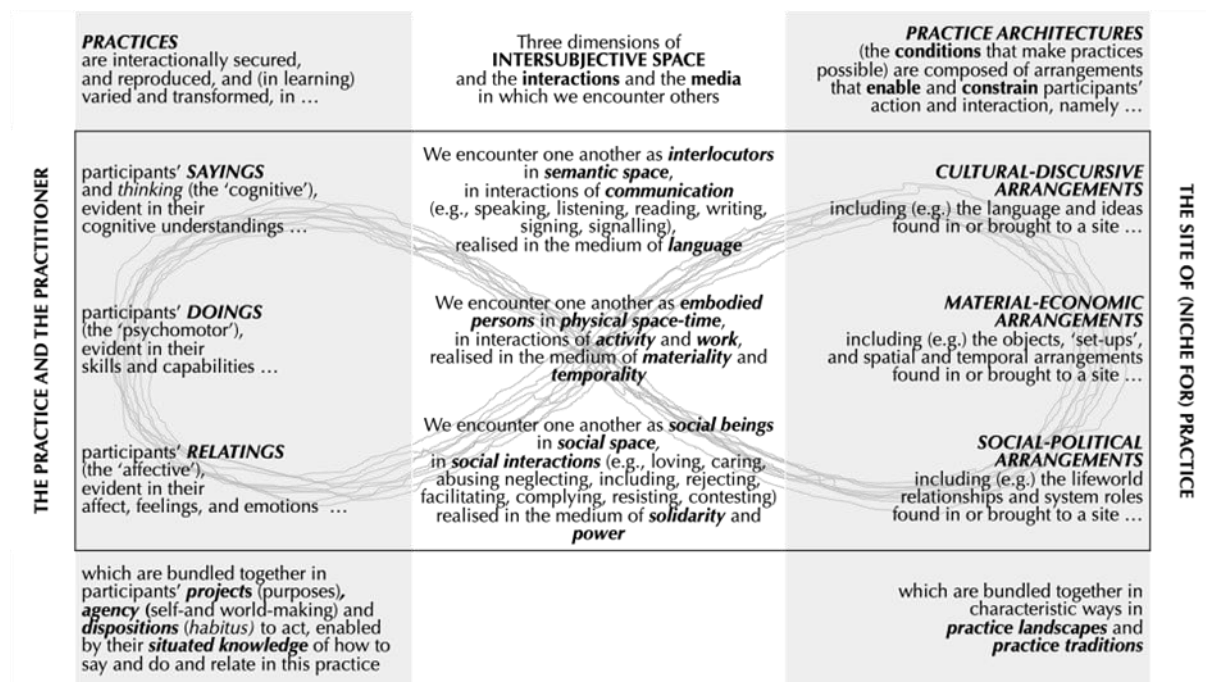 PRACTICES
are interactionally secured,
and reproduced, and (in learning)
varied and transformed, in …
Three dimensions of
INTERSUBJECTIVE SPACE
and the interactions and the media
in which we encounter others
PRACTICE ARCHITECTURES
(the conditions that make practices
possible) are composed of arrangements
that enable and constrain participants'
action and interaction, namely …
THE PRACTICE AND THE PRACTITIONER
participants' SAYINGS
and thinking (the 'cognitive'),
evident in their
cognitive understandings …
We encounter one another as interlocutors
in semantic space,
in interactions of communication
(e.g., speaking, listening, reading, writing,
signing, signalling),
realised in the medium of language
CULTURAL-DISCURSIVE
ARRANGEMENTS
including (e.g.) the language and ideas
found in or brought to a site …
participants' DOINGS
(the 'psychomotor'),
evident in their
skills and capabilities …
We encounter one another as embodied
persons in physical space-time,
in interactions of activity and work,
realised in the medium of materiality and
temporality
MATERIAL-ECONOMIC
ARRANGEMENTS
including (e.g.) the objects, 'set-ups',
and spatial and temporal arrangements
found in or brought to a site …
participants' RELATINGS
(the 'affective'),
evident in their
affect, feelings, and emotions …
We encounter one another as social beings
in social space,
in social interactions (e.g., loving, caring,
abusing neglecting, including, rejecting,
facilitating, complying, resisting, contesting)
realised in the medium of solidarity and
power
SOCIAL-POLITICAL
ARRANGEMENTS
including (e.g.) the lifeworld
relationships and system roles
found in or brought to a site …
THE SITE OF (NICHE FOR) PRACTICE
which are bundled together in
participants' projects (purposes),
agency (self-and world-making) and
dispositions (habitus) to act, enabled
by their situated knowledge of how to
say and do and relate in this practice
which are bundled together in
characteristic ways in
practice landscapes and
practice traditions